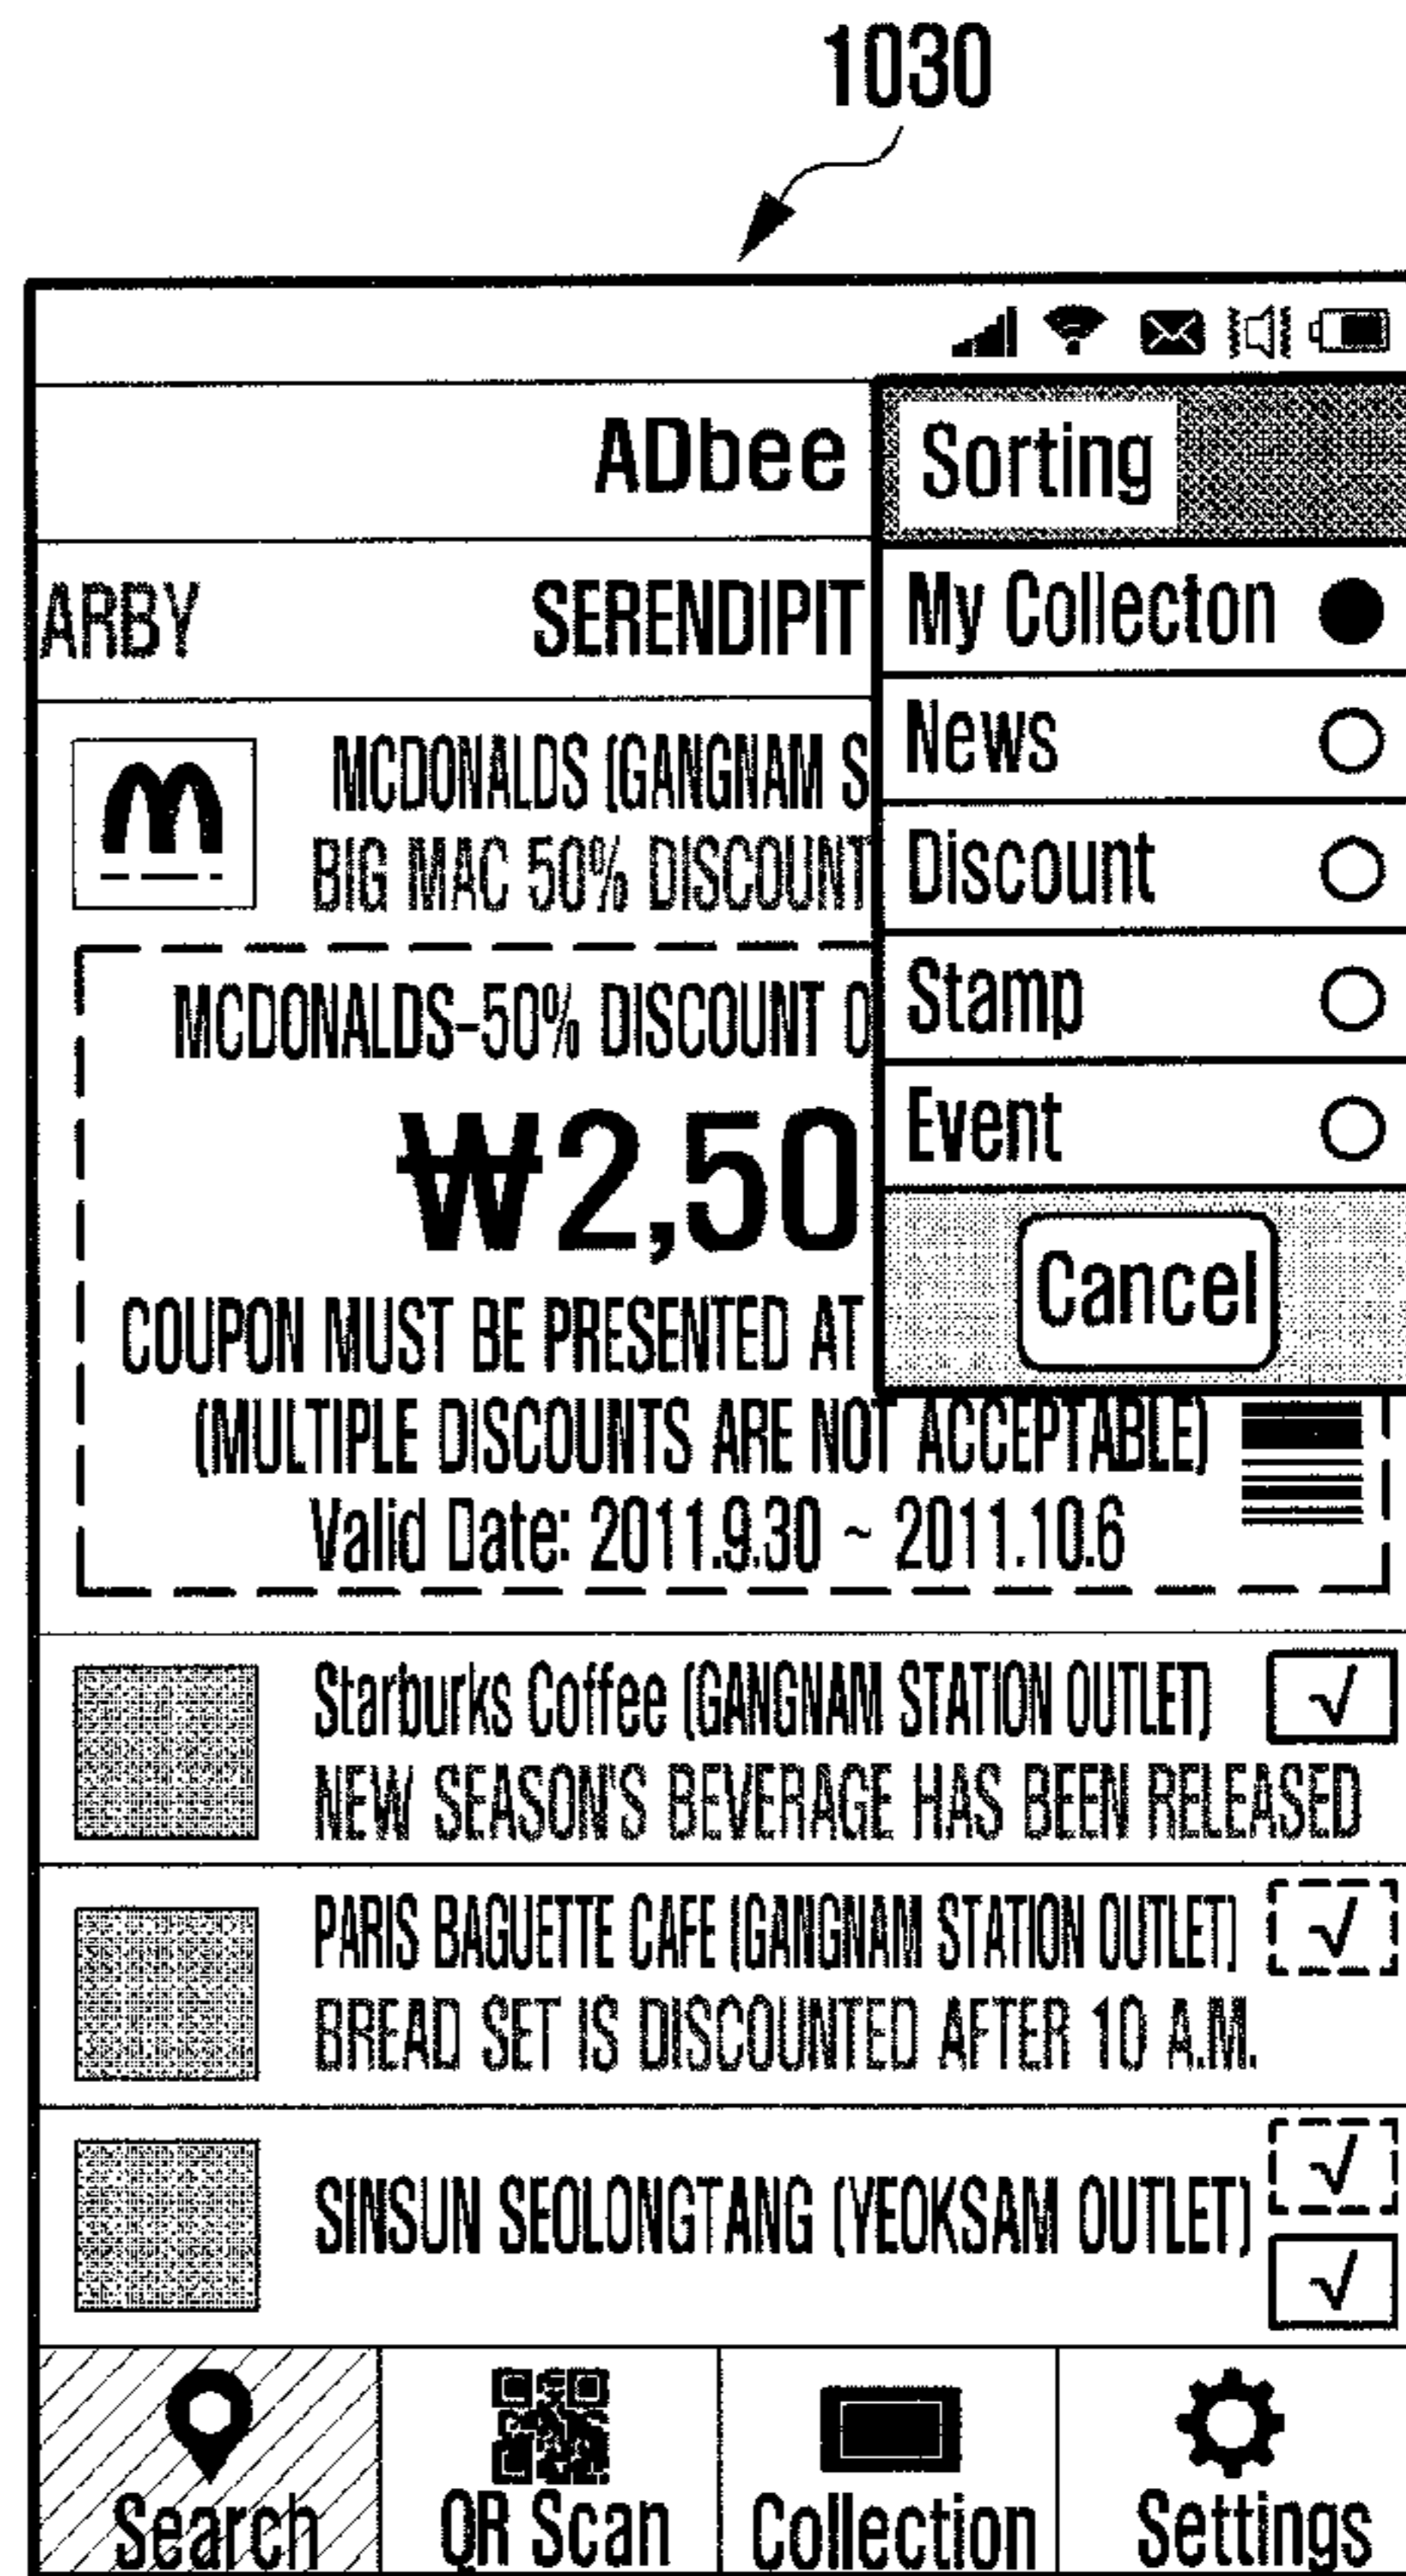 1030
ADbee
Sorting
ARBY
SERENDIPIT
My Collecton
News
Discount
Stamp
Event
Cancel
MCDONALDS (GANGNAM S
BIG MAC 50% DISCOUNT
MCDONALDS-50% DISCOUNT O
₩2,50
COUPON MUST BE PRESENTED AT
(MULTIPLE DISCOUNTS ARE NOT ACCEPTABLE)
Valid Date: 2011.9.30 ~ 2011.10.6
Starburks Coffee (GANGNAM STATION OUTLET)
NEW SEASON'S BEVERAGE HAS BEEN RELEASED
PARIS BAGUETTE CAFE (GANGNAM STATION OUTLET)
BREAD SET IS DISCOUNTED AFTER 10 A.M.
SINSUN SEOLONGTANG (YEOKSAM OUTLET)
Search
QR Scan
Collection
Settings